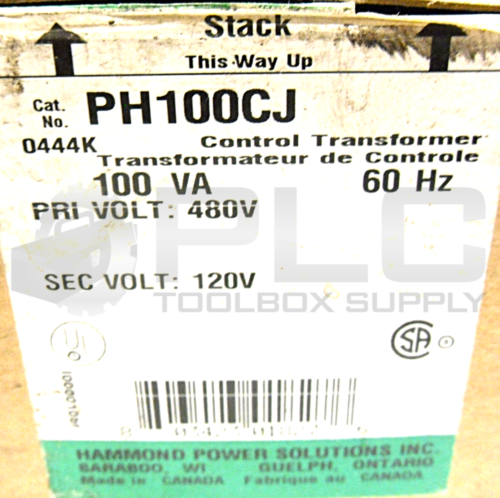 Stack
This Way Up
Cat. No. PH100CJ
0444K Control Transformer
Transformateur de Controle
100 VA 60 Hz
PRI VOLT: 480V
PLC
SEC VOLT: 120V
TOOLBOX SUPPLY
HAMMOND POWER SOLUTIONS INC.
BARABOO, WI GUELPH, ONTARIO
Made in CANADA Fabrique au CANADA